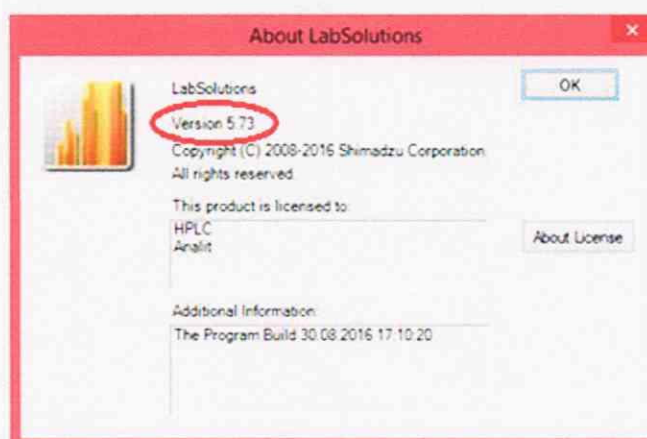 About LabSolutions
x
LabSolutions
OK
Version 5.73
Copyright (C) 2008-2016 Shimadzu Corporation.
All rights reserved.
This product is licensed to:
HPLC
Analit
About License
Additional Information:
The Program Build 30.08.2016 17:10:20